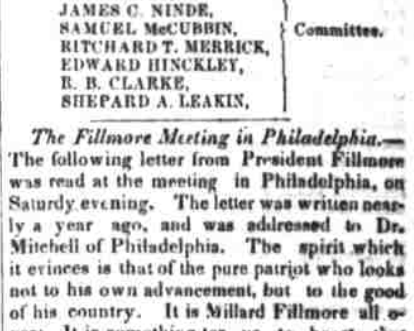 JAMES C. NINDE,
SAMUEL McCUBBIN,
RITCHARD T. MERRICK,
EDWARD HINCKLEY,
B. B. CLARKE,
SHEPARD A. LEAKIN,
Committee.
The Fillmore Meeting in Philadelphia.—
The following letter from President Fillmore
was read at the meeting in Philadelphia, on
Saturdy evening. The letter was written near-
ly a year ago, and was addressed to Dr.
Mitchell of Philadelphia. The spirit which
it evinces is that of the pure patriot who looks
not to his own advancement, but to the good
of his country. It is Millard Fillmore all o-